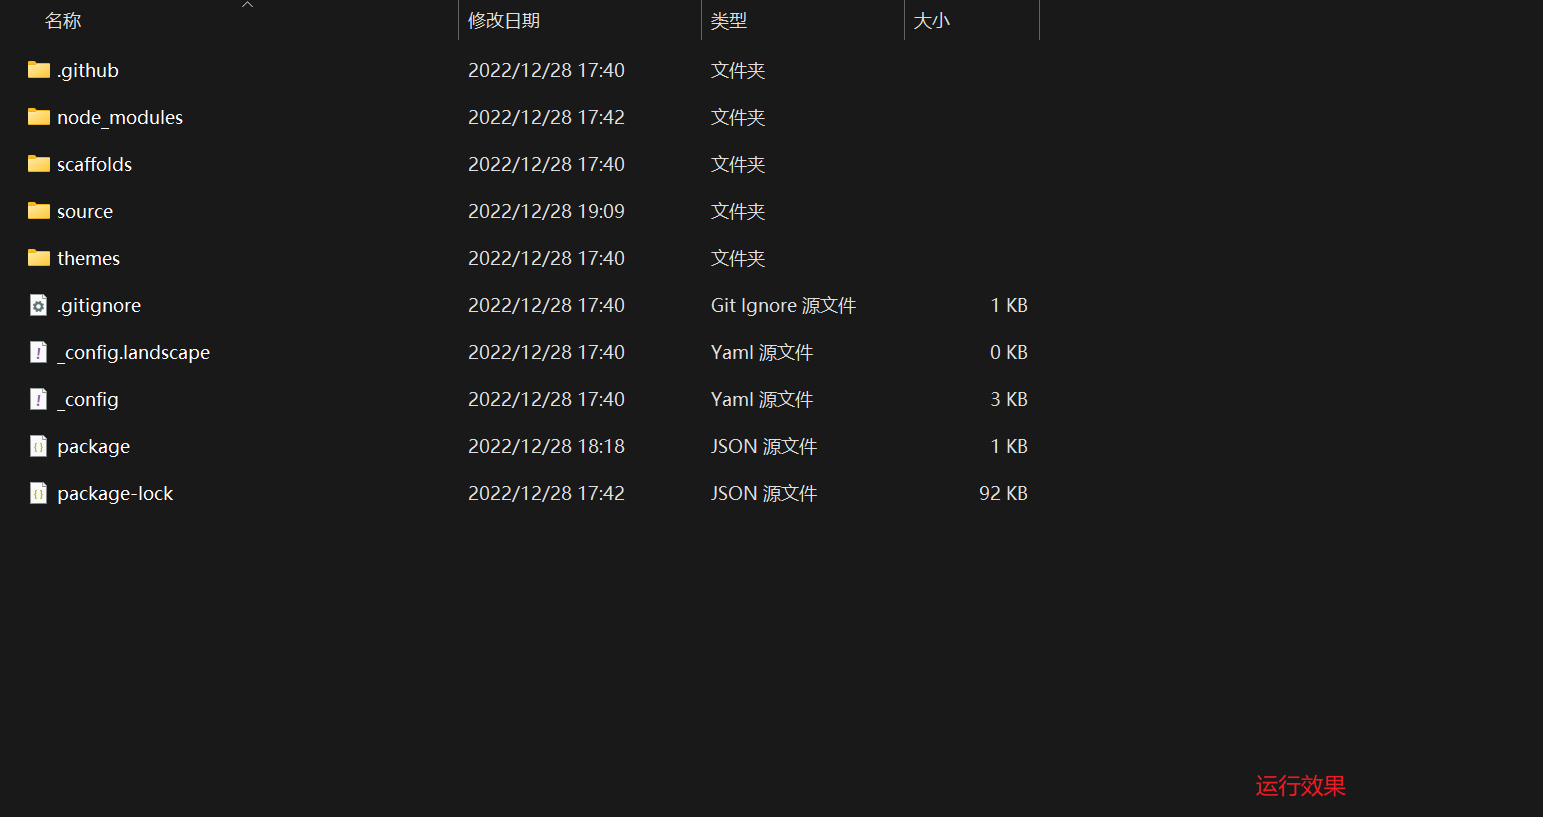 名称 修改日期 类型 大小
.github 2022/12/28 17:40 文件夹
node_modules 2022/12/28 17:42 文件夹
scaffolds 2022/12/28 17:40 文件夹
source 2022/12/28 19:09 文件夹
themes 2022/12/28 17:40 文件夹
.gitignore 2022/12/28 17:40 Git Ignore 源文件 1 KB
_config.landscape 2022/12/28 17:40 Yaml 源文件 0 KB
_config 2022/12/28 17:40 Yaml 源文件 3 KB
package 2022/12/28 18:18 JSON 源文件 1 KB
package-lock 2022/12/28 17:42 JSON 源文件 92 KB
运行效果